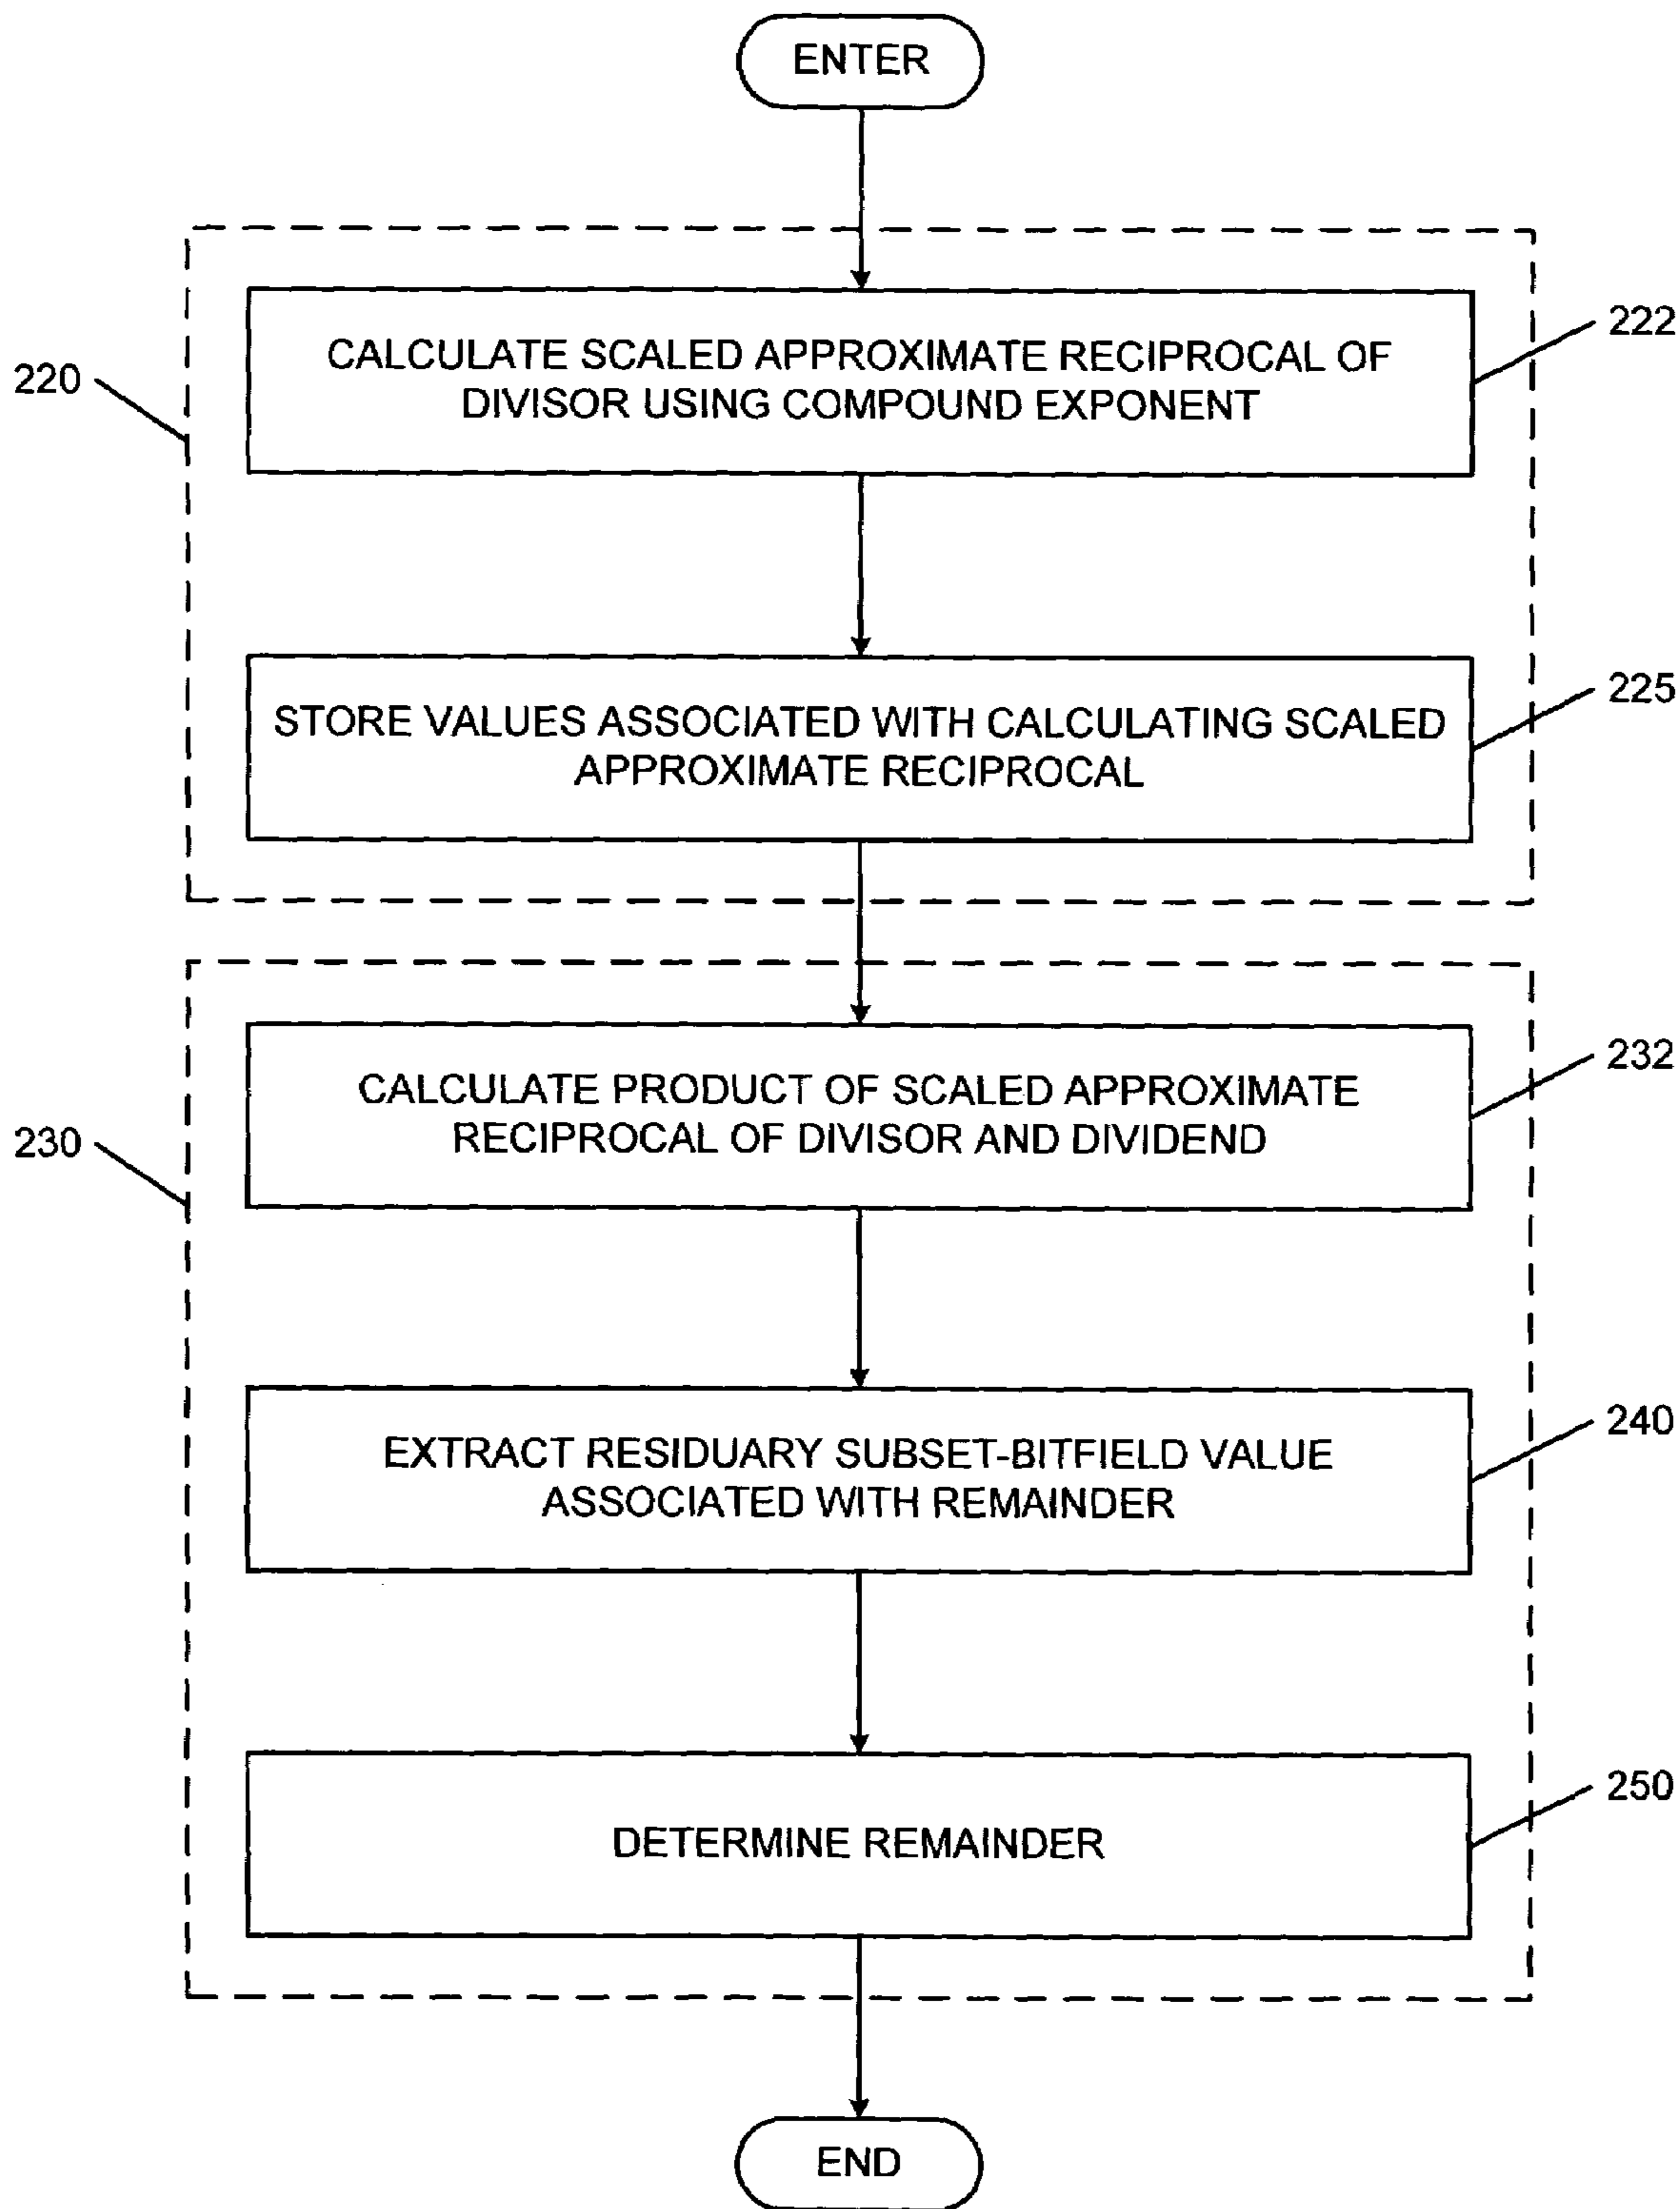 ENTER
220
CALCULATE SCALED APPROXIMATE RECIPROCAL OF
DIVISOR USING COMPOUND EXPONENT
222
STORE VALUES ASSOCIATED WITH CALCULATING SCALED
APPROXIMATE RECIPROCAL
225
230
CALCULATE PRODUCT OF SCALED APPROXIMATE
RECIPROCAL OF DIVISOR AND DIVIDEND
232
EXTRACT RESIDUARY SUBSET-BITFIELD VALUE
ASSOCIATED WITH REMAINDER
240
DETERMINE REMAINDER
250
END